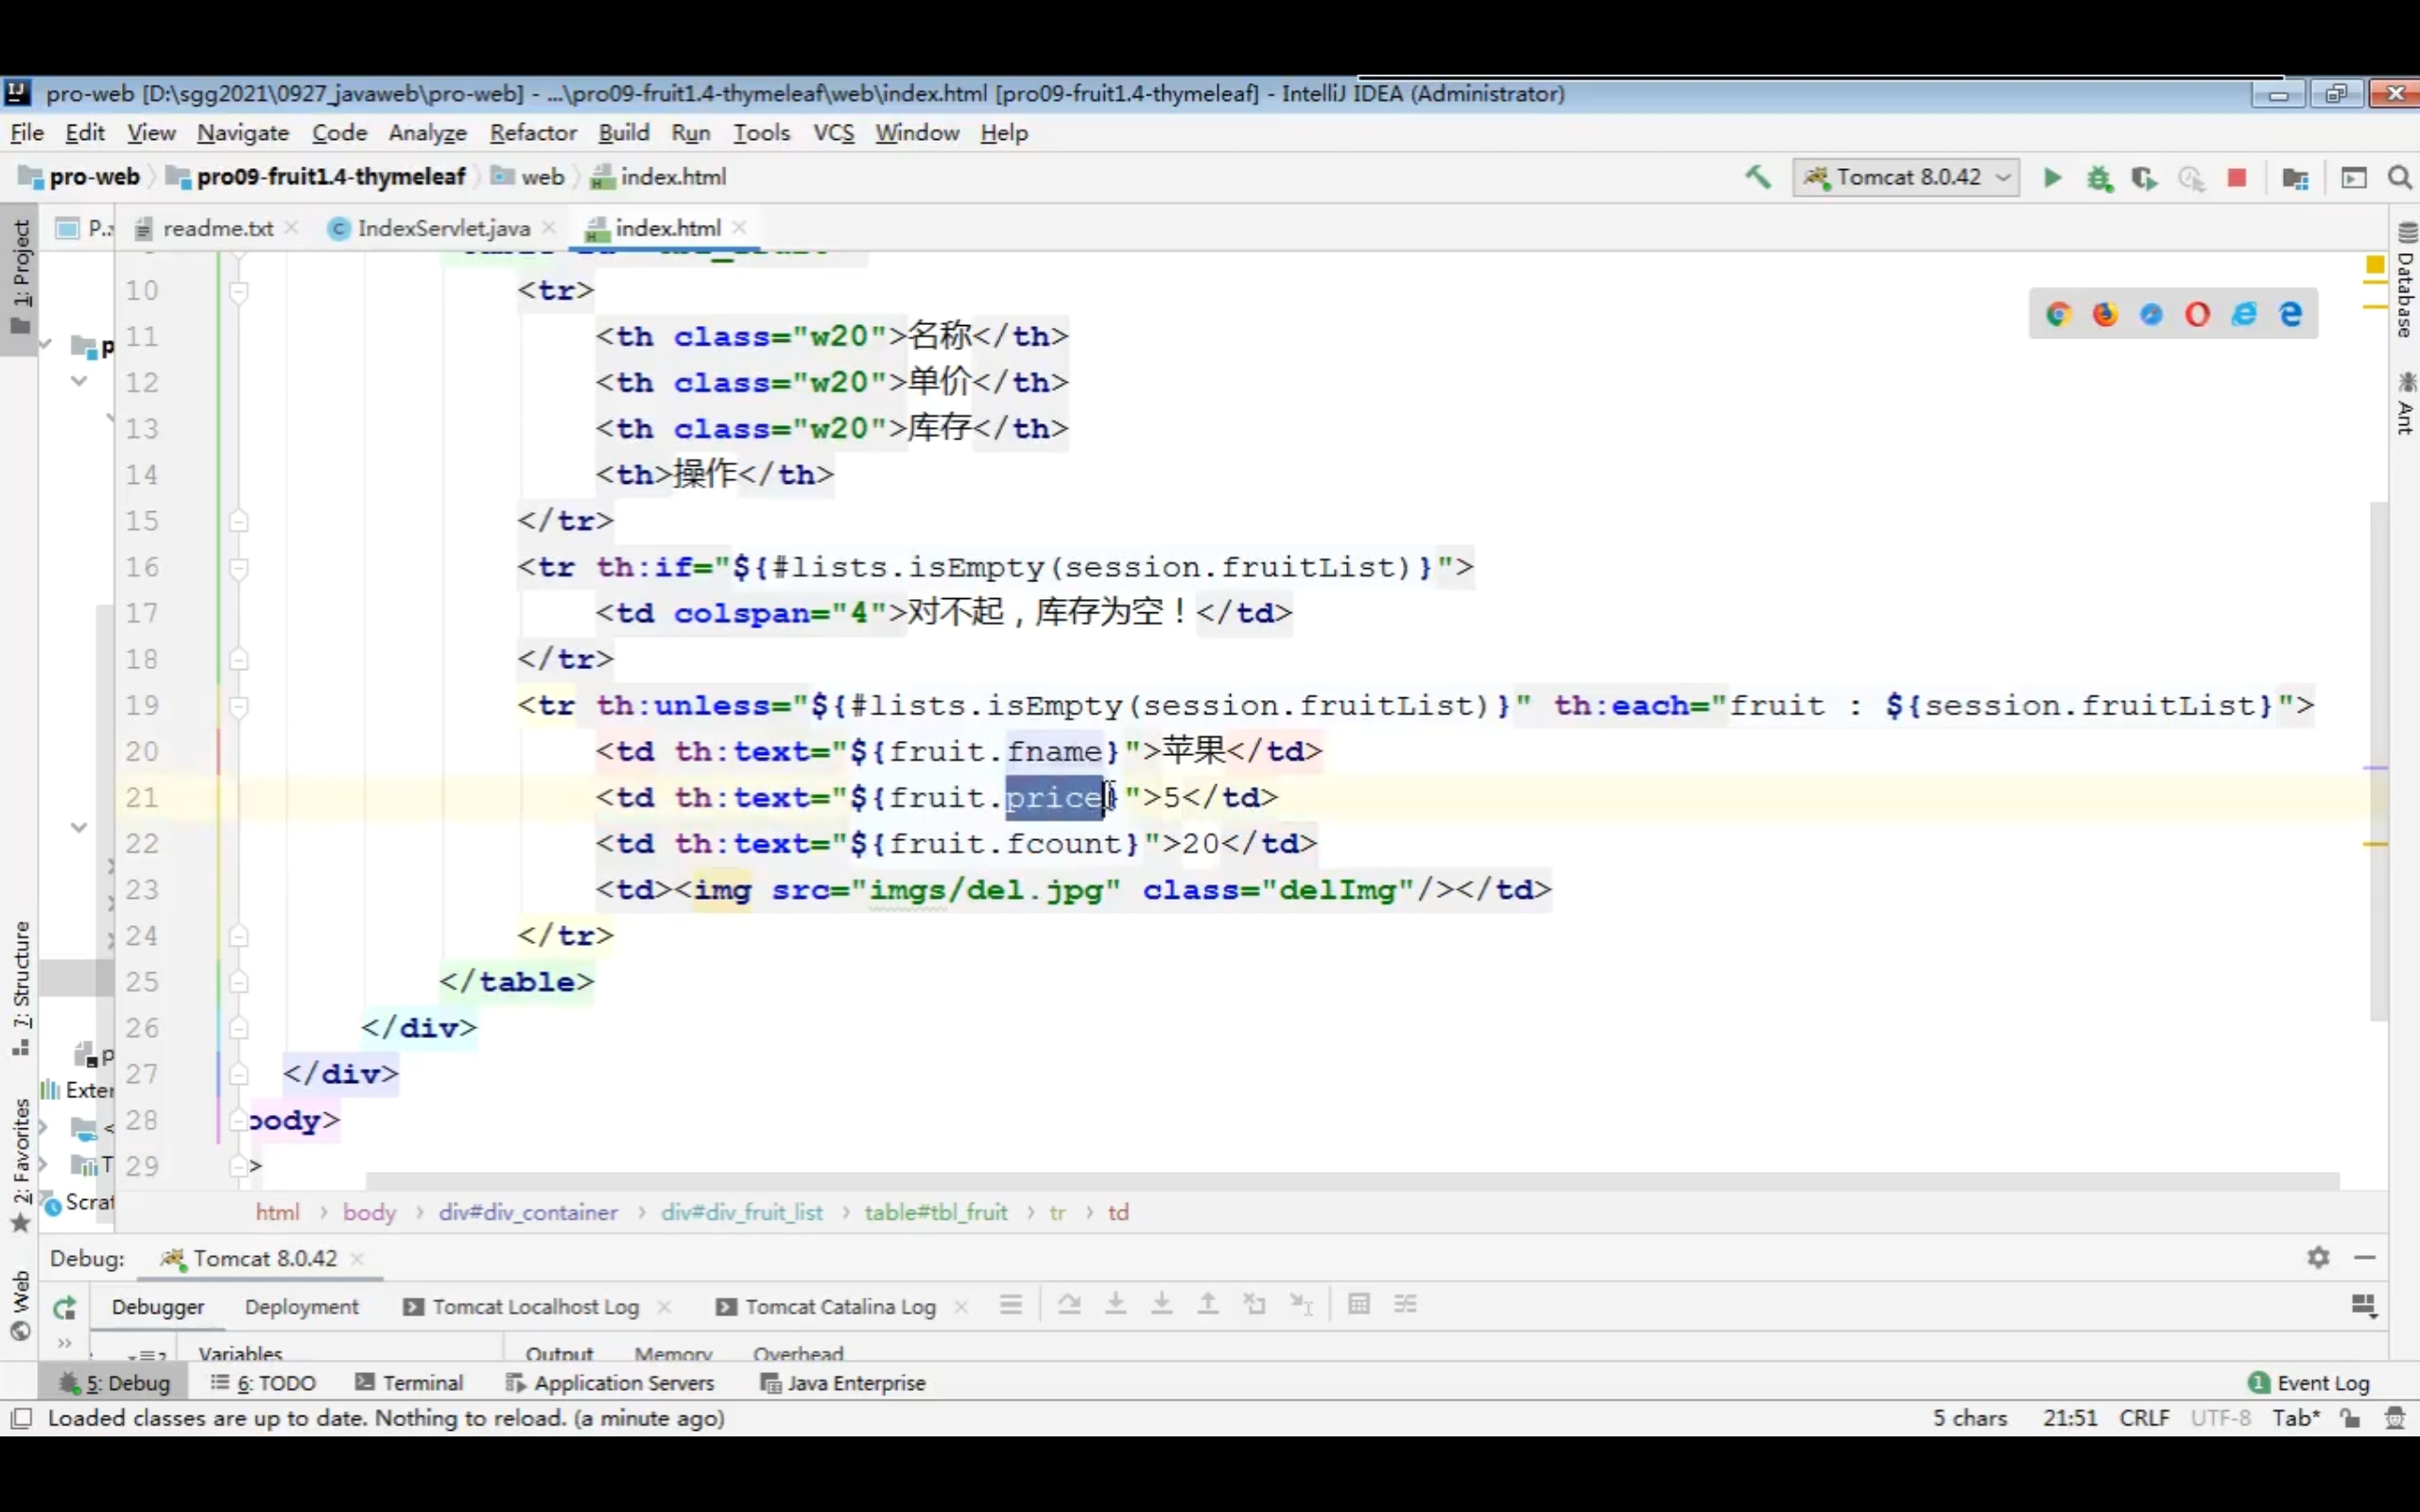 pro-web [D:\sgg2021\0927_javaweb\pro-web] - ...\pro09-fruit1.4-thymeleaf\web\index.html [pro09-fruit1.4-thymeleaf] - IntelliJ IDEA (Administrator)
File Edit View Navigate Code Analyze Refactor Build Run Tools VCS Window Help
pro-web pro09-fruit1.4-thymeleaf web index.html Tomcat 8.0.42
1: Project
P.. readme.txt IndexServlet.java index.html
Database
Ant
10 <tr>
11 <th class="w20">名称</th>
12 <th class="w20">单价</th>
13 <th class="w20">库存</th>
14 <th>操作</th>
15 </tr>
16 <tr th:if="${#lists.isEmpty(session.fruitList)}">
17 <td colspan="4">对不起，库存为空！</td>
18 </tr>
19 <tr th:unless="${#lists.isEmpty(session.fruitList)}" th:each="fruit : ${session.fruitList}">
20 <td th:text="${fruit.fname}">苹果</td>
21 <td th:text="${fruit.price}">5</td>
22 <td th:text="${fruit.fcount}">20</td>
23 <td><img src="imgs/del.jpg" class="delImg"/></td>
24 </tr>
25 </table>
26 </div>
27 </div>
28 body>
29 >
p
p
Exter
<
T
Scrat
7: Structure
2: Favorites
Web
html body div#div_container div#div_fruit_list table#tbl_fruit tr td
Debug: Tomcat 8.0.42
Debugger Deployment Tomcat Localhost Log Tomcat Catalina Log
Variables Output Memory Overhead
5: Debug 6: TODO Terminal Application Servers Java Enterprise 1 Event Log
Loaded classes are up to date. Nothing to reload. (a minute ago) 5 chars 21:51 CRLF UTF-8 Tab*